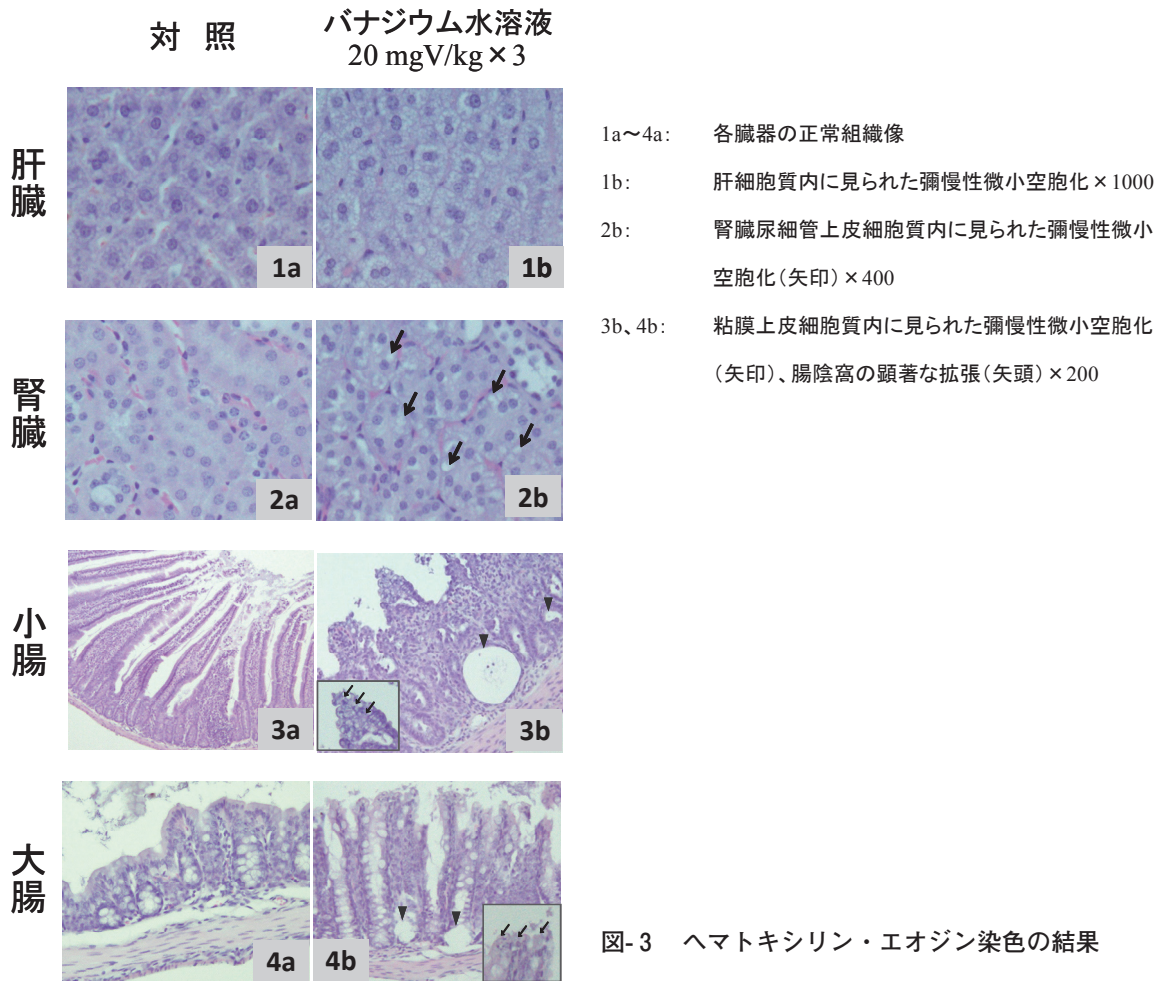 対 照
バナジウム水溶液
20 mgV/kg×3
肝臓
1a
1b
腎臓
2a
2b
小腸
3a
3b
大腸
4a
4b
1a～4a: 各臓器の正常組織像
1b: 肝細胞質内に見られた彌慢性微小空胞化×1000
2b: 腎臓尿細管上皮細胞質内に見られた彌慢性微小
空胞化(矢印)×400
3b、4b: 粘膜上皮細胞質内に見られた彌慢性微小空胞化
(矢印)、腸陰窩の顕著な拡張(矢頭)×200
図-3 ヘマトキシリン・エオジン染色の結果